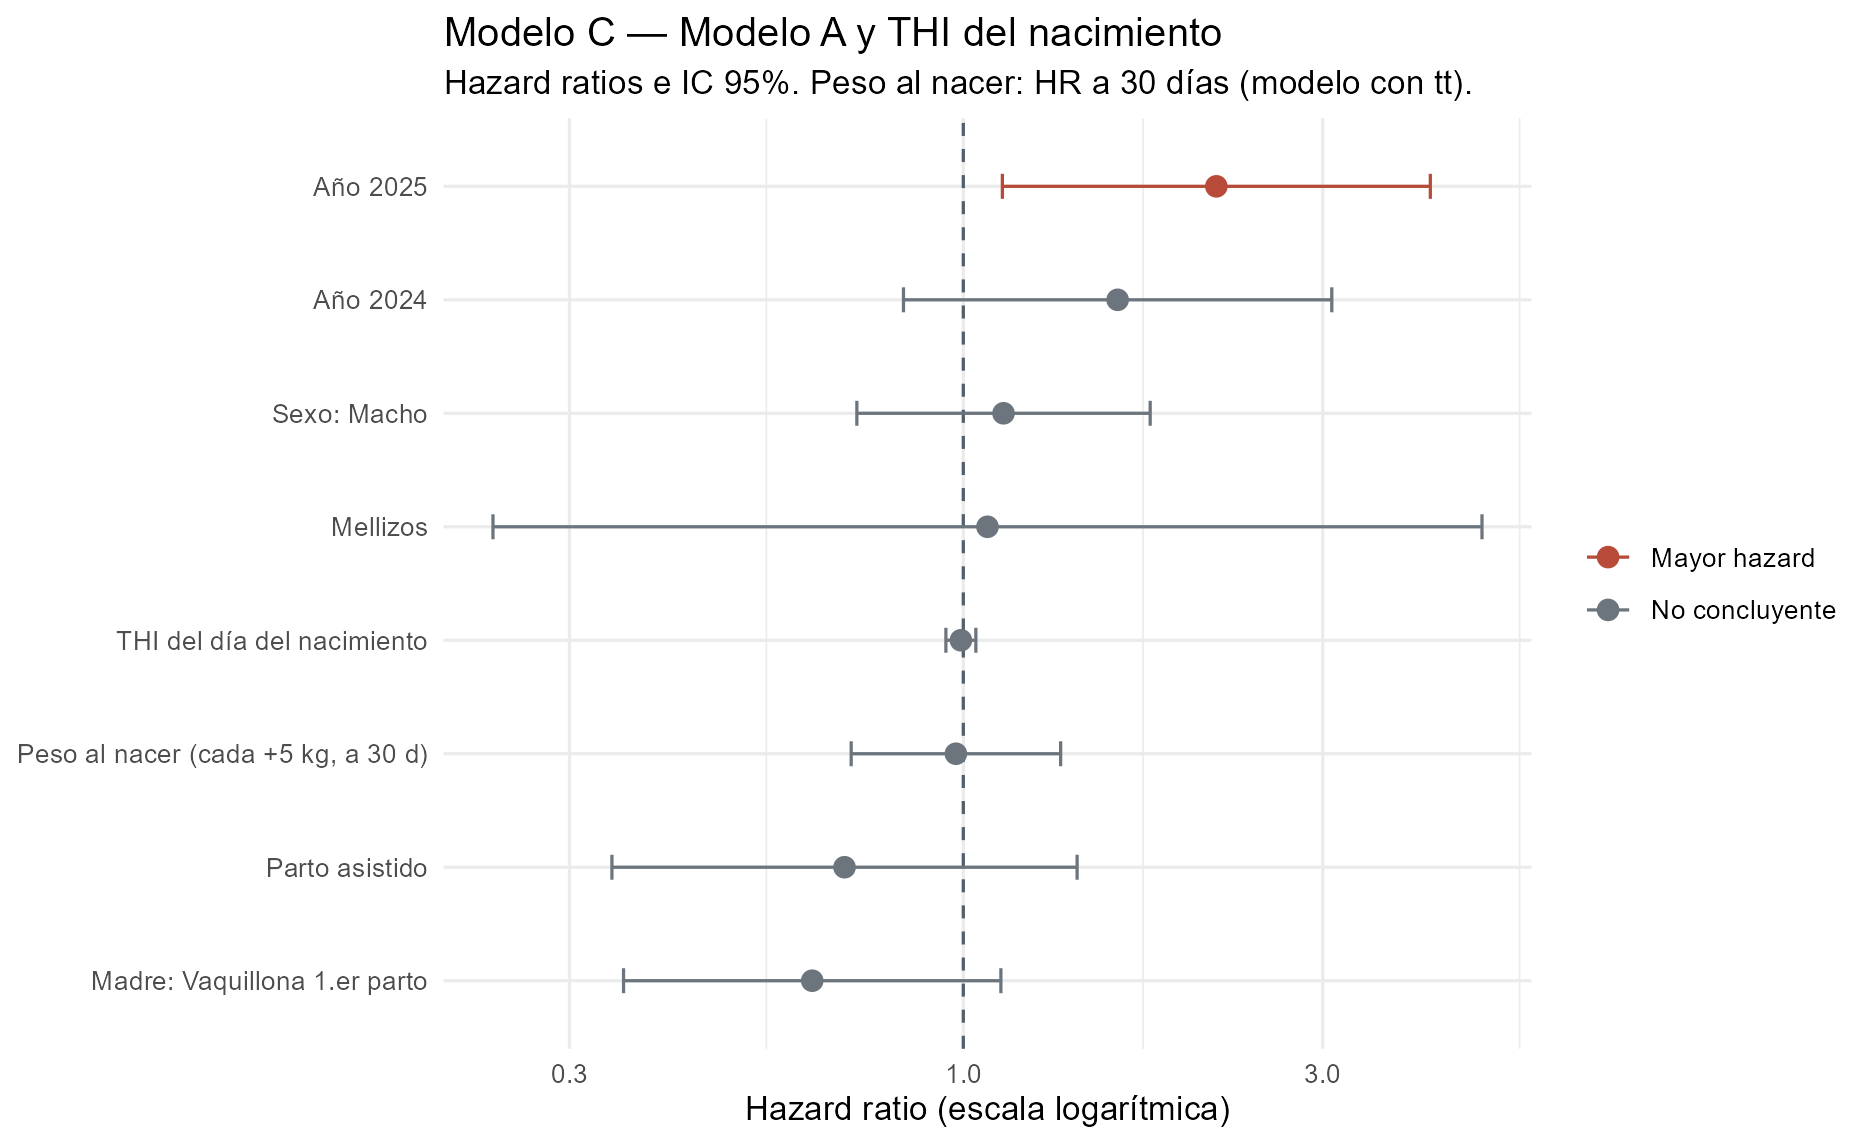 Modelo C — Modelo A y THI del nacimiento
Hazard ratios e IC 95%. Peso al nacer: HR a 30 días (modelo con tt).
Año 2025
Año 2024
Sexo: Macho
Mellizos
THI del día del nacimiento
Peso al nacer (cada +5 kg, a 30 d)
Parto asistido
Madre: Vaquillona 1.er parto
0.3
1.0
3.0
Hazard ratio (escala logarítmica)
Mayor hazard
No concluyente